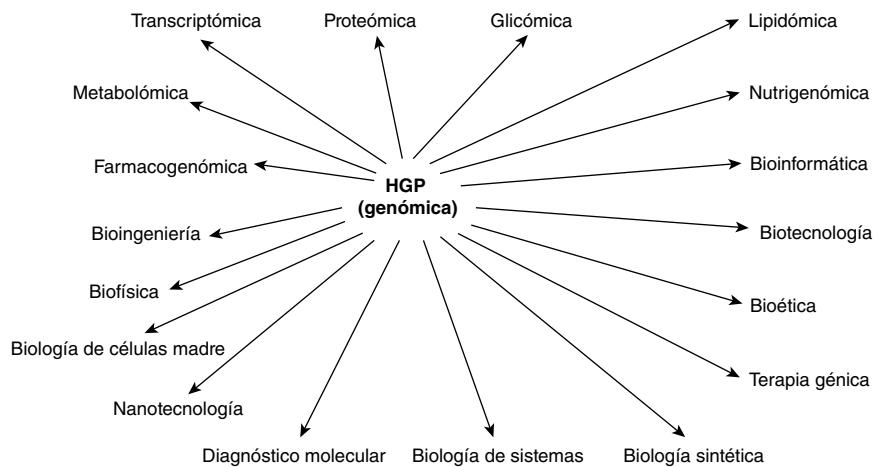 Transcriptómica
Proteómica
Glicómica
Lipidómica
Metabolómica
Nutrigenómica
Farmacogenómica
Bioinformática
HGP
(genómica)
Bioingeniería
Biotecnología
Biofísica
Bioética
Biología de células madre
Terapia génica
Nanotecnología
Diagnóstico molecular
Biología de sistemas
Biología sintética